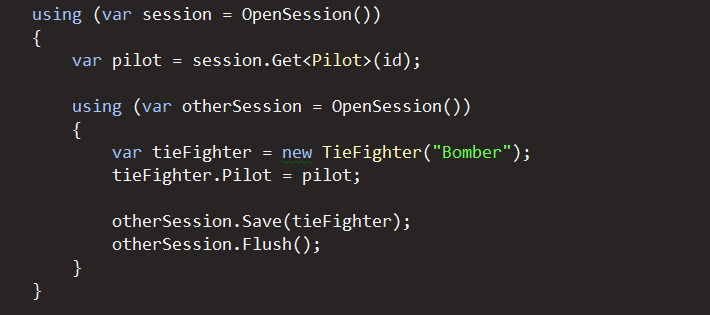 using (var session = OpenSession())
{
    var pilot = session.Get<Pilot>(id);

    using (var otherSession = OpenSession())
    {
        var tieFighter = new TieFighter("Bomber");
        tieFighter.Pilot = pilot;

        otherSession.Save(tieFighter);
        otherSession.Flush();
    }
}